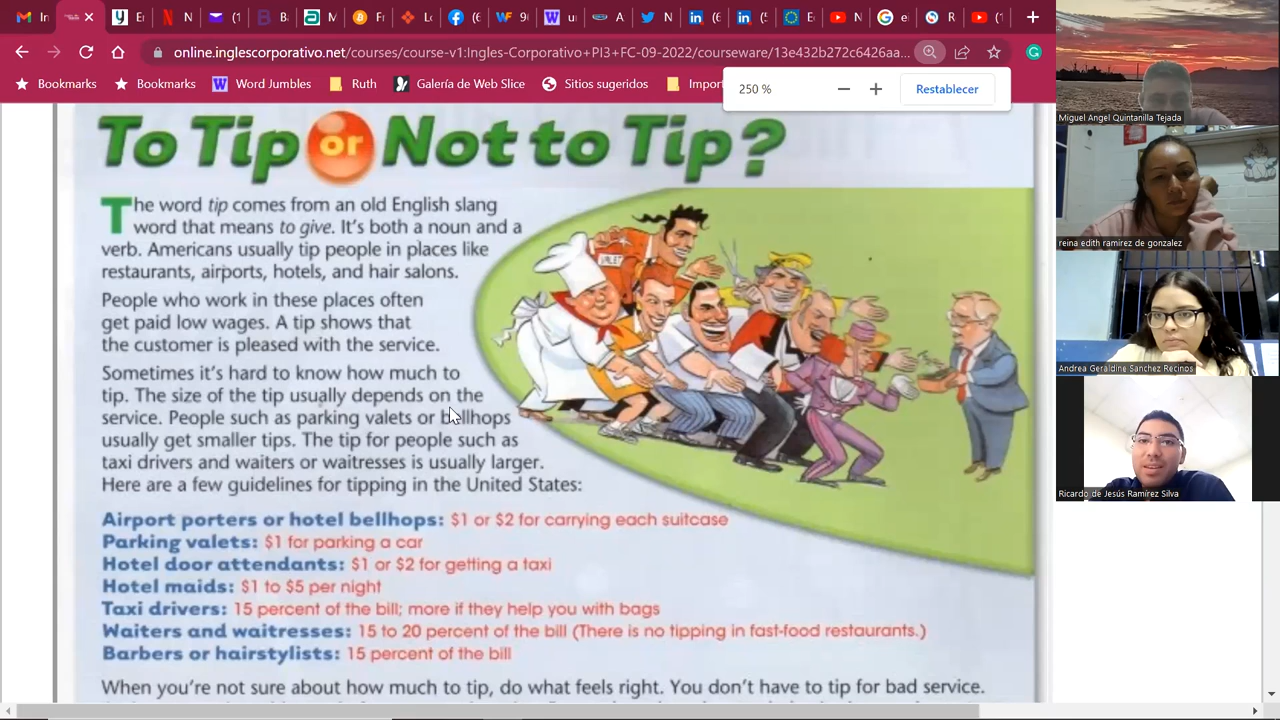 In
N
(1
B
Ba
M
F
Lo
(6
9
u
A
N
(6
(5
E
N
e
R
(1
online.inglescorporativo.net/courses/course-v1:Ingles-Corporativo+PI3+FC-09-2022/courseware/13e432b272c6426aa...
Bookmarks
Bookmarks
Word Jumbles
Ruth
Galería de Web Slice
Sitios sugeridos
Import
250 %
Restablecer
To Tip or Not to Tip?
The word tip comes from an old English slang
word that means to give. It's both a noun and a
verb. Americans usually tip people in places like
restaurants, airports, hotels, and hair salons.
People who work in these places often
get paid low wages. A tip shows that
the customer is pleased with the service.
Sometimes it's hard to know how much to
tip. The size of the tip usually depends on the
service. People such as parking valets or bellhops
usually get smaller tips. The tip for people such as
taxi drivers and waiters or waitresses is usually larger.
Here are a few guidelines for tipping in the United States:
VALET
Airport porters or hotel bellhops: $1 or $2 for carrying each suitcase
Parking valets: $1 for parking a car
Hotel door attendants: $1 or $2 for getting a taxi
Hotel maids: $1 to $5 per night
Taxi drivers: 15 percent of the bill; more if they help you with bags
Waiters and waitresses: 15 to 20 percent of the bill (There is no tipping in fast-food restaurants.)
Barbers or hairstylists: 15 percent of the bill
When you're not sure about how much to tip, do what feels right. You don't have to tip for bad service.
Miguel Angel Quintanilla Tejada
reina edith ramirez de gonzalez
Andrea Geraldine Sanchez Recinos
Ricardo de Jesús Ramírez Silva